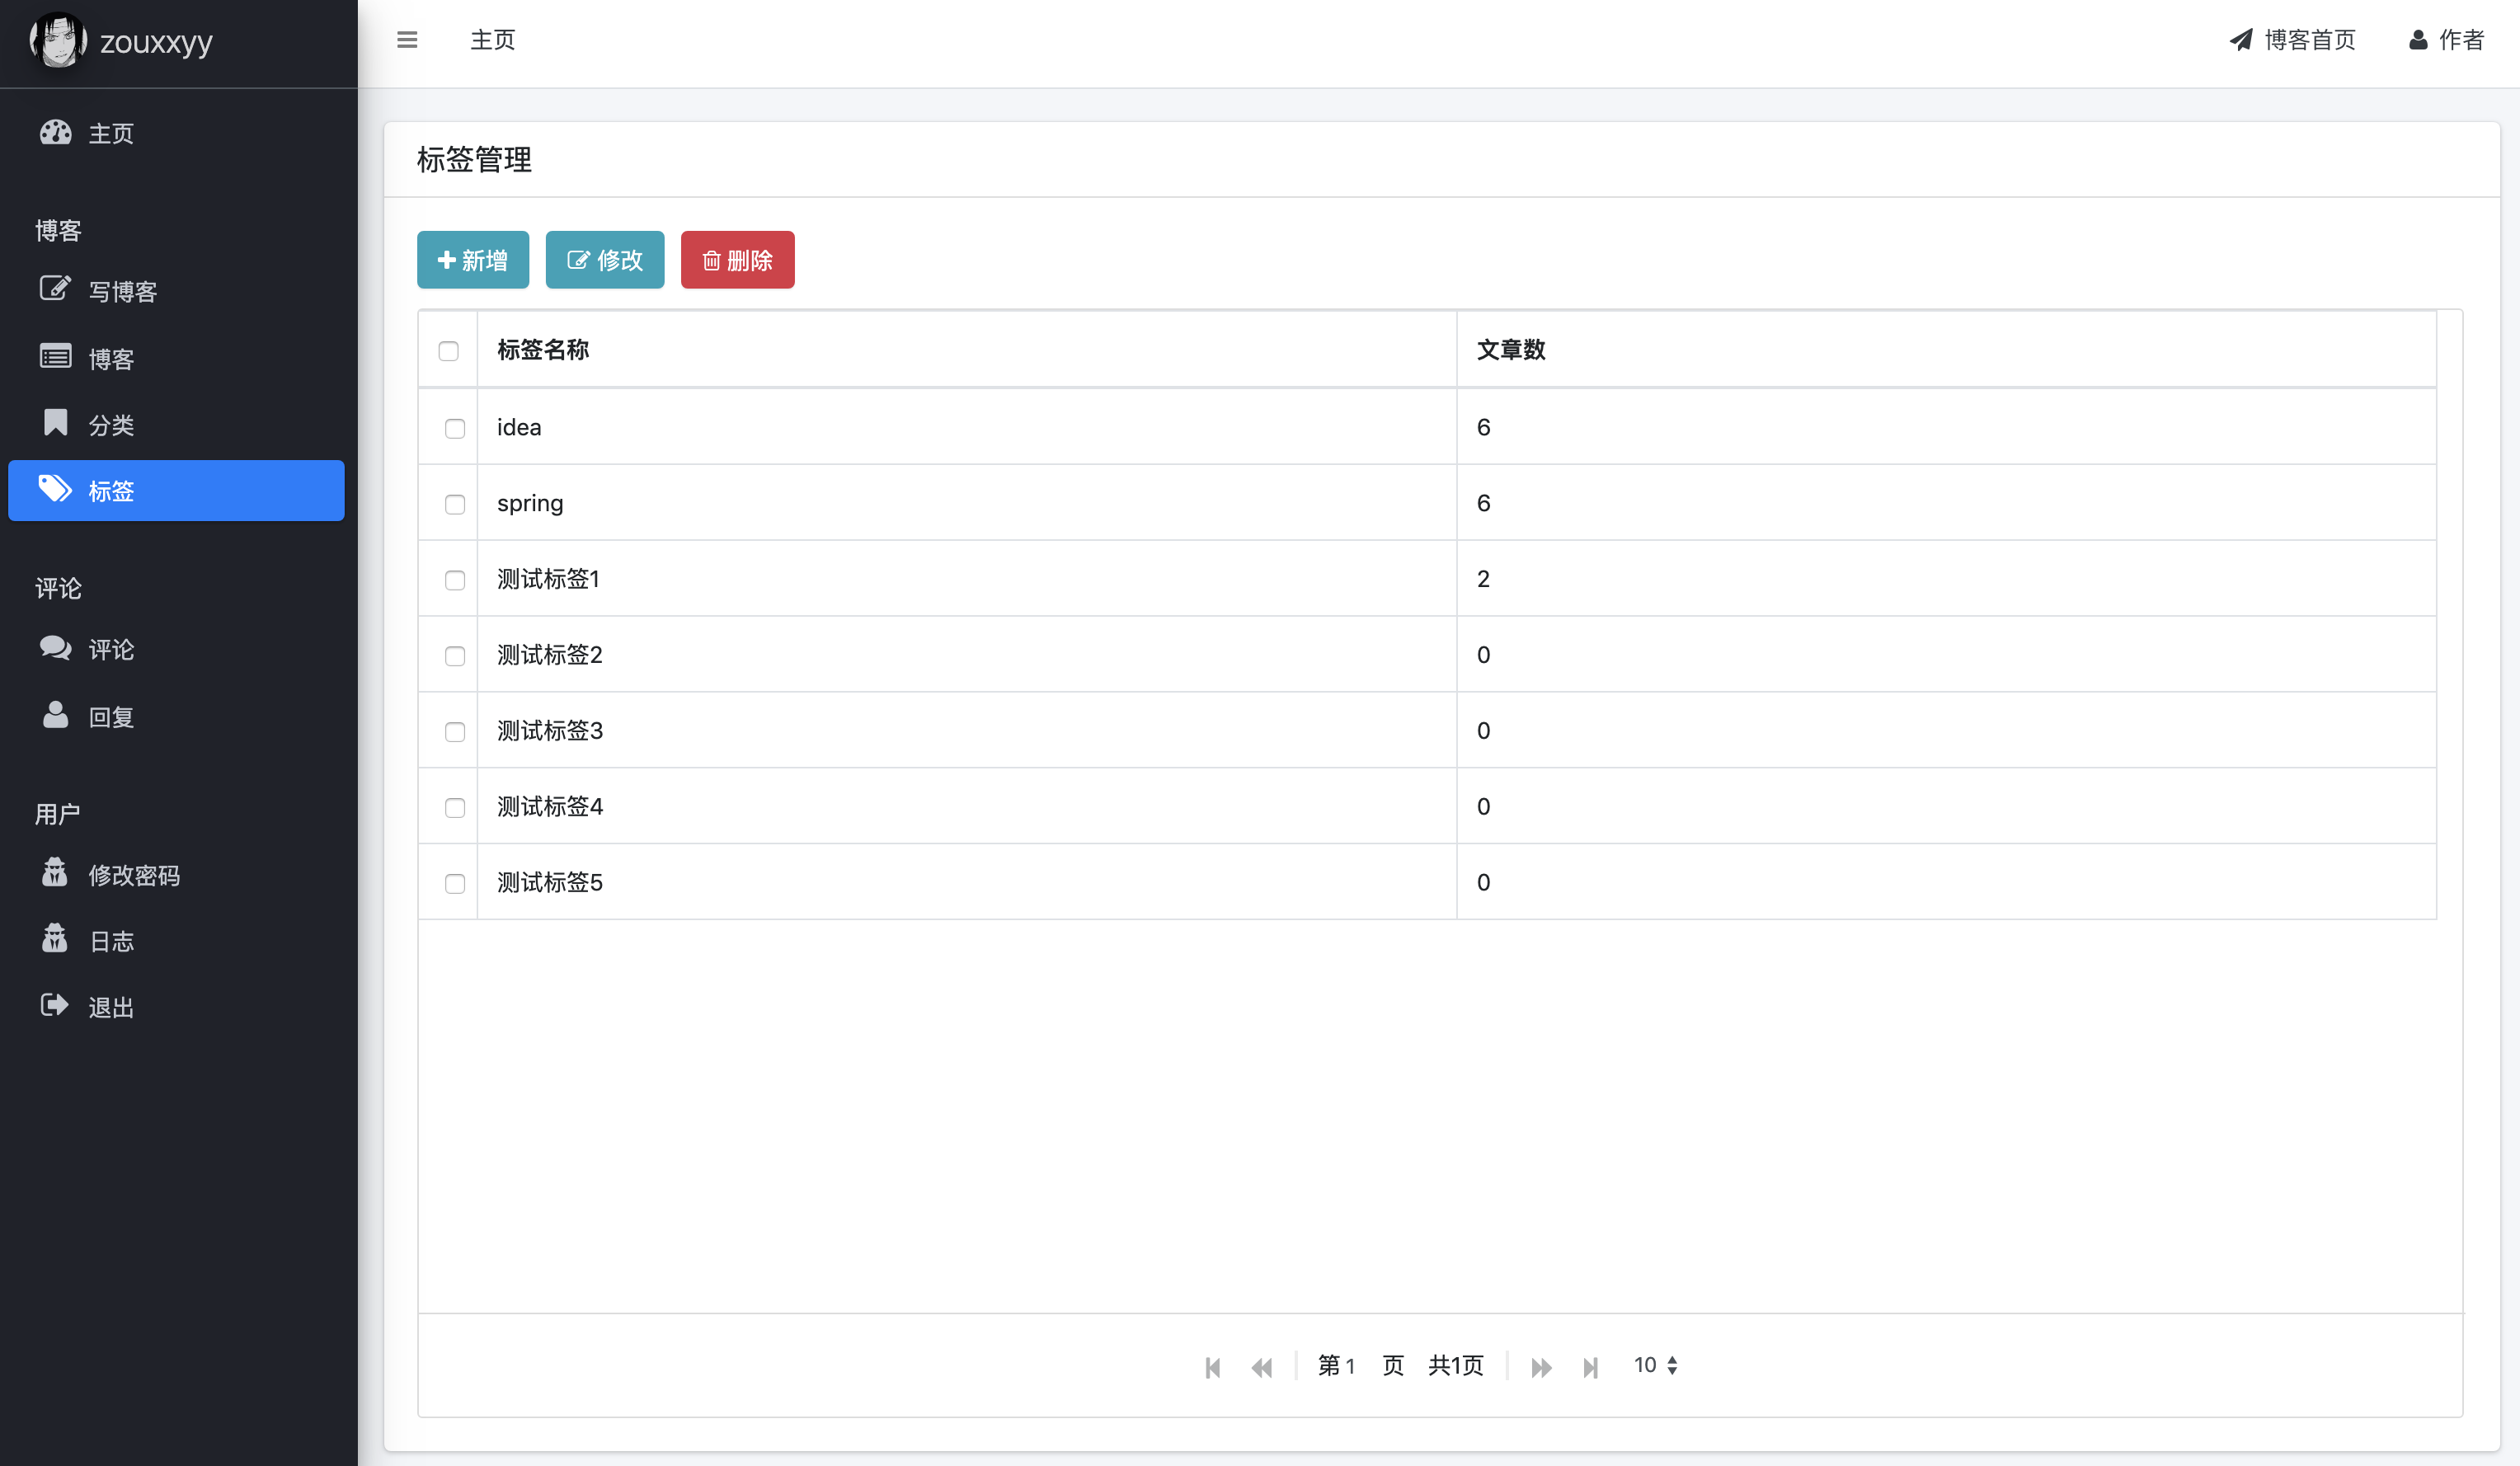 zouxxyy
主页
博客
写博客
博客
分类
标签
评论
评论
回复
用户
修改密码
日志
退出
主页
博客首页 作者
标签管理
新增 修改 删除
标签名称 文章数
idea 6
spring 6
测试标签1 2
测试标签2 0
测试标签3 0
测试标签4 0
测试标签5 0
第 1 页 共1页 10